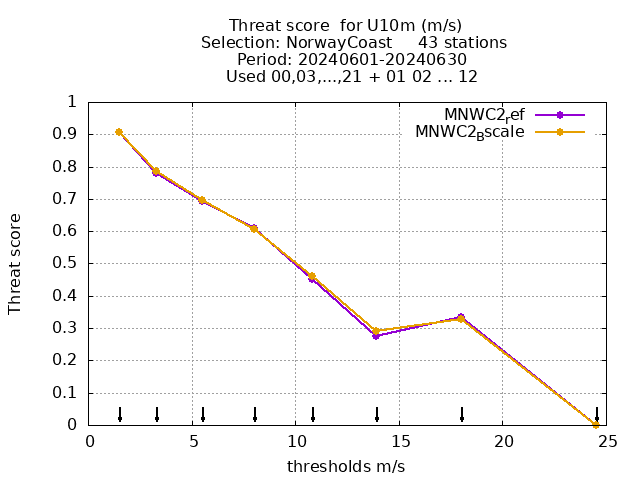 Threat score  for U10m (m/s)
Selection: NorwayCoast     43 stations
Period: 20240601-20240630
Used 00,03,...,21 + 01 02 ... 12
MNWC2ref
MNWC2Bscale
1
0.9
0.8
0.7
0.6
0.5
0.4
0.3
0.2
0.1
0
Threat score
0 5 10 15 20 25
thresholds m/s